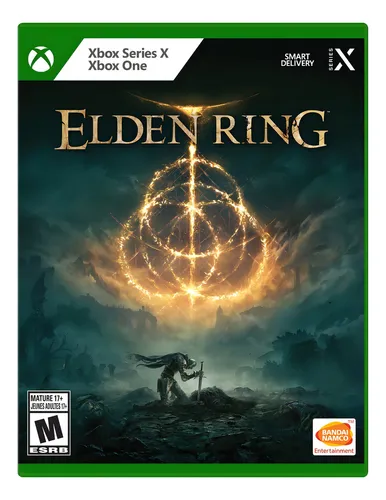 Xbox Series X
Xbox One
SMART
DELIVERY
SERIES
X
ELDEN RING
MATURE 17+
JEUNES ADULTES 17+
M
ESRB
BANDAI
NAMCO
Entertainment